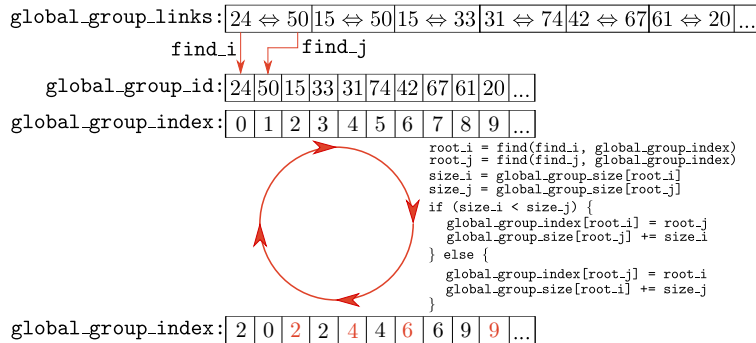 global_group_links: 24 ⇔ 50 15 ⇔ 50 15 ⇔ 33 31 ⇔ 74 42 ⇔ 67 61 ⇔ 20 ...
find_i find_j
global_group_id: 24 50 15 33 31 74 42 67 61 20 ...
global_group_index: 0 1 2 3 4 5 6 7 8 9 ...
root_i = find(find_i, global_group_index)
root_j = find(find_j, global_group_index)
size_i = global_group_size[root_i]
size_j = global_group_size[root_j]
if (size_i < size_j) {
global_group_index[root_i] = root_j
global_group_size[root_j] += size_i
} else {
global_group_index[root_j] = root_i
global_group_size[root_i] += size_j
}
global_group_index: 2 0 2 2 4 4 6 6 9 9 ...